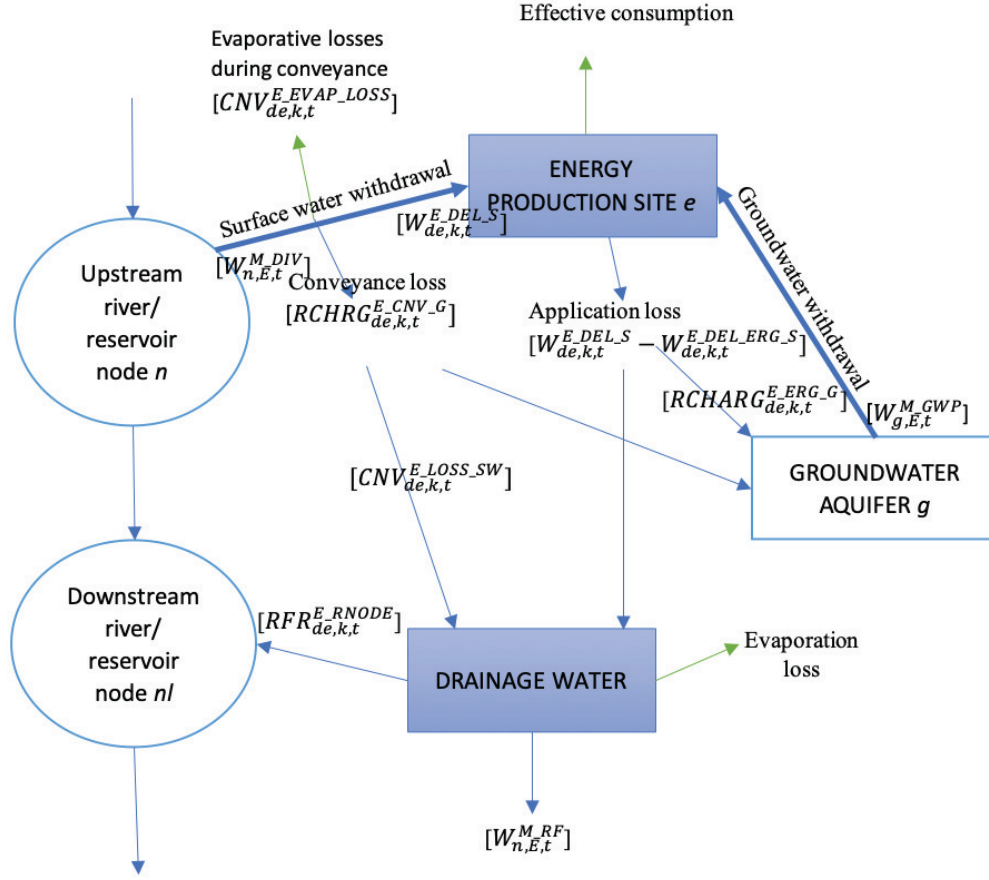 Effective consumption
Evaporative losses
during conveyance
[CNV_{de,k,t}^{E_EVAP_LOSS}]
Surface water withdrawal
ENERGY
PRODUCTION SITE e
[W_{de,k,t}^{E_DEL_S}]
Groundwater withdrawal
[W_{n,E,t}^{M_DIV}]
Upstream
river/
reservoir
node n
Conveyance loss
[RCHRG_{de,k,t}^{E_CNV_G}]
Application loss
[W_{de,k,t}^{E_DEL_S} − W_{de,k,t}^{E_DEL_ERG_S}]
[RCHARG_{de,k,t}^{E_ERG_G}]
[W_{g,E,t}^{M_GWP}]
[CNV_{de,k,t}^{E_LOSS_SW}]
GROUNDWATER
AQUIFER g
Downstream
river/
reservoir
node nl
[RFR_{de,k,t}^{E_RNODE}]
DRAINAGE WATER
Evaporation
loss
[W_{n,E,t}^{M_RF}]